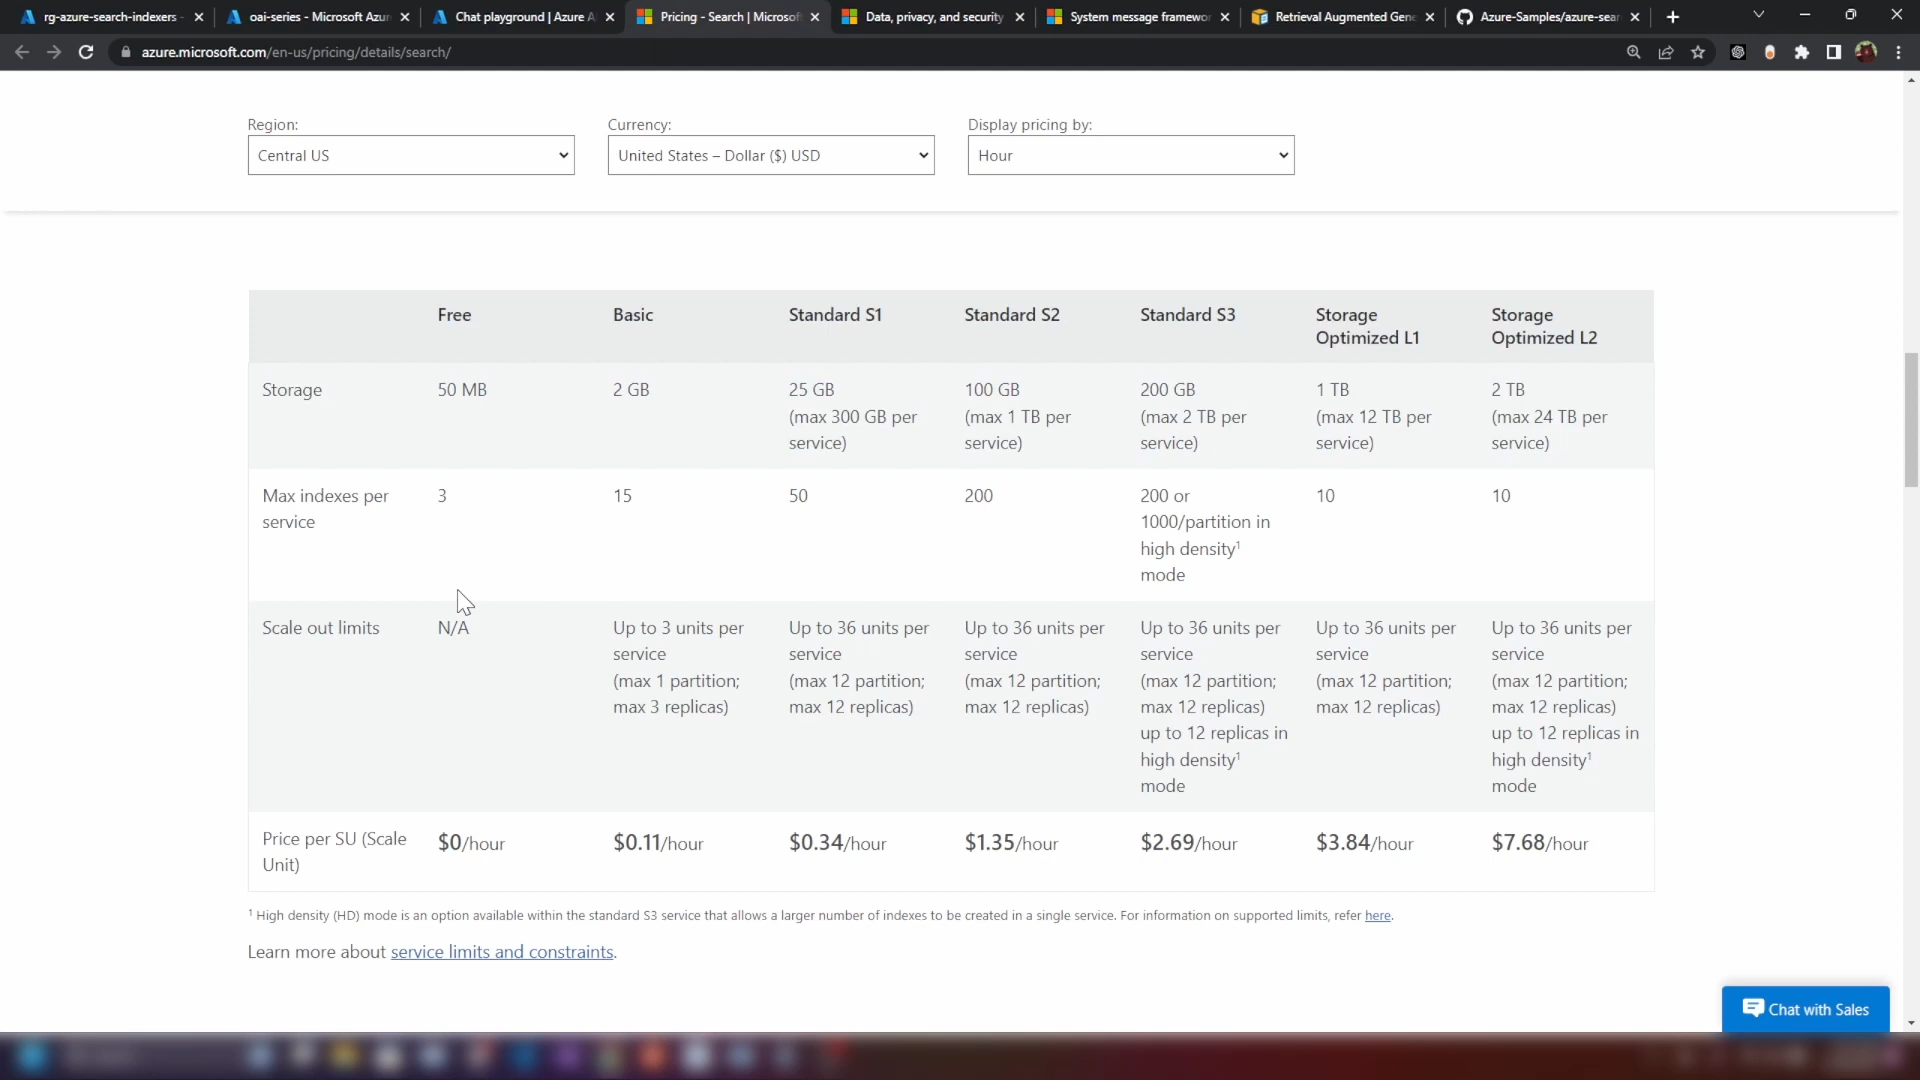 rg-azure-search-indexers -
oai-series - Microsoft Azur
Chat playground | Azure A
Pricing - Search | Microsof
Data, privacy, and security
System message framewo
Retrieval Augmented Gene
Azure-Samples/azure-sear
azure.microsoft.com/en-us/pricing/details/search/
Region: Currency: Display pricing by:
Central US United States – Dollar ($) USD Hour
Free Basic Standard S1 Standard S2 Standard S3 Storage Storage
Optimized L1 Optimized L2
Storage 50 MB 2 GB 25 GB 100 GB 200 GB 1 TB 2 TB
(max 300 GB per (max 1 TB per (max 2 TB per (max 12 TB per (max 24 TB per
service) service) service) service) service)
Max indexes per 3 15 50 200 200 or 10 10
service 1000/partition in
high density¹
mode
Scale out limits N/A Up to 3 units per Up to 36 units per Up to 36 units per Up to 36 units per Up to 36 units per Up to 36 units per
service service service service service service
(max 1 partition; (max 12 partition; (max 12 partition; (max 12 partition; (max 12 partition; (max 12 partition;
max 3 replicas) max 12 replicas) max 12 replicas) max 12 replicas) max 12 replicas) max 12 replicas)
up to 12 replicas in up to 12 replicas in
high density¹ high density¹
mode mode
Price per SU (Scale $0/hour $0.11/hour $0.34/hour $1.35/hour $2.69/hour $3.84/hour $7.68/hour
Unit)
¹ High density (HD) mode is an option available within the standard S3 service that allows a larger number of indexes to be created in a single service. For information on supported limits, refer here.
Learn more about service limits and constraints.
Chat with Sales